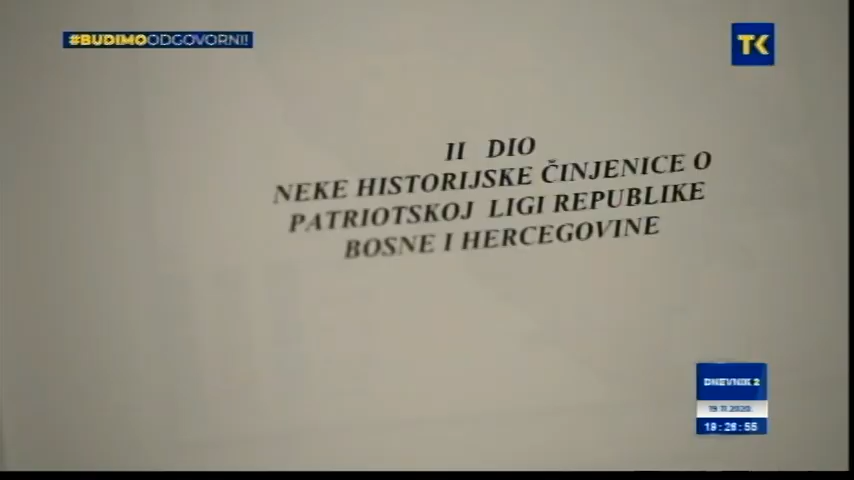 #BUDIMOODGOVORNI!
TK
II DIO
NEKE HISTORIJSKE ČINJENICE O
PATRIOTSKOJ LIGI REPUBLIKE
BOSNE I HERCEGOVINE
DNEVNIK 2
19.11.2020
19:26:55